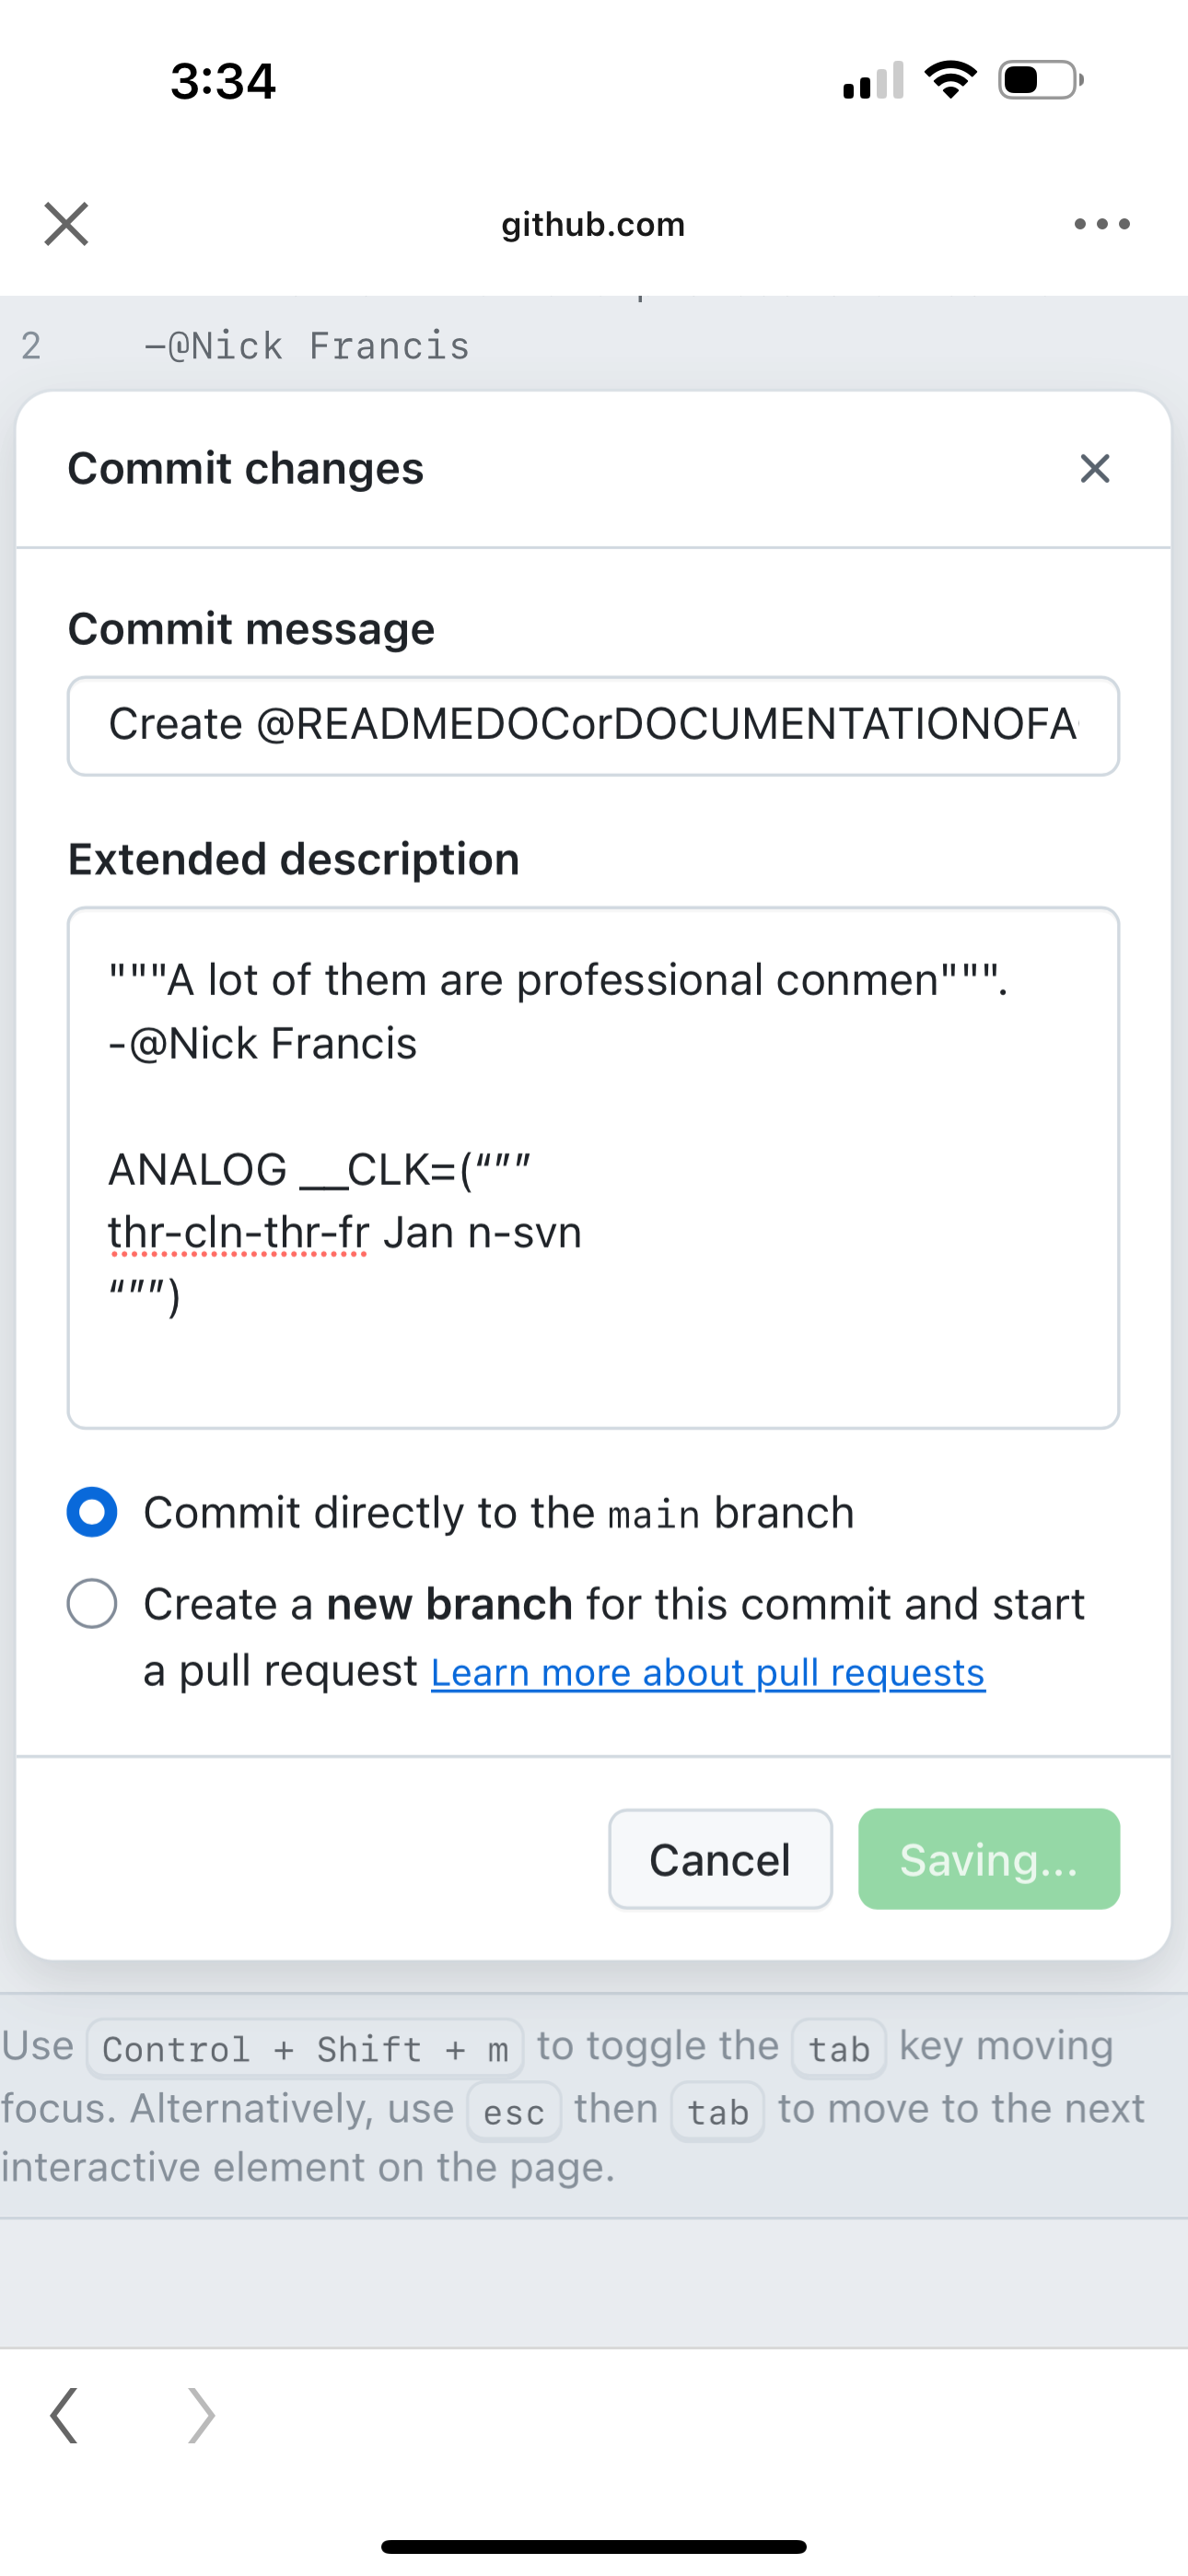 3:34
github.com
2 —@Nick Francis
Commit changes
Commit message
Create @READMEDOCorDOCUMENTATIONOFA
Extended description
"""A lot of them are professional conmen""".
-@Nick Francis
ANALOG __CLK=(“””
thr-cln-thr-fr Jan n-svn
“””)
Commit directly to the main branch
Create a new branch for this commit and start
a pull request Learn more about pull requests
Cancel Saving...
Use Control + Shift + m to toggle the tab key moving
focus. Alternatively, use esc then tab to move to the next
interactive element on the page.